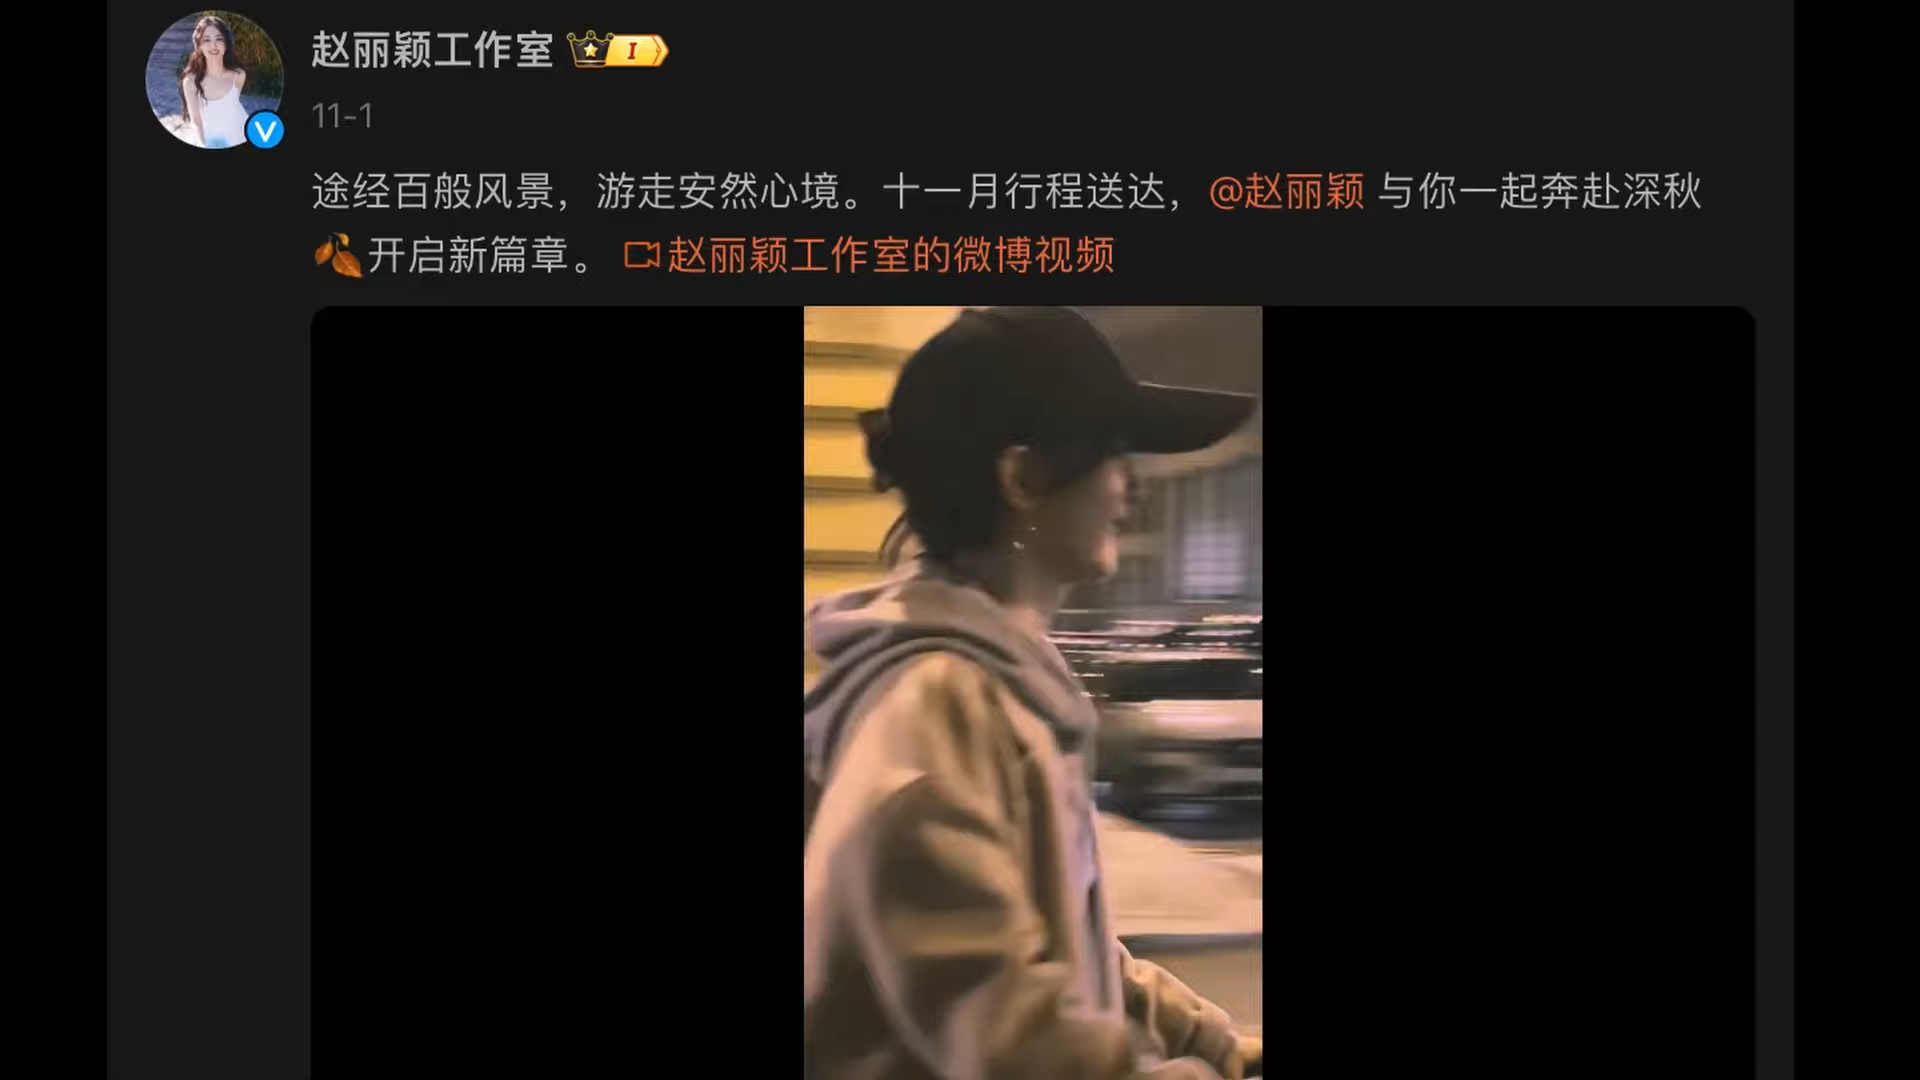 赵丽颖工作室
I
11-1
途经百般风景，游走安然心境。十一月行程送达，@赵丽颖 与你一起奔赴深秋
开启新篇章。 赵丽颖工作室的微博视频